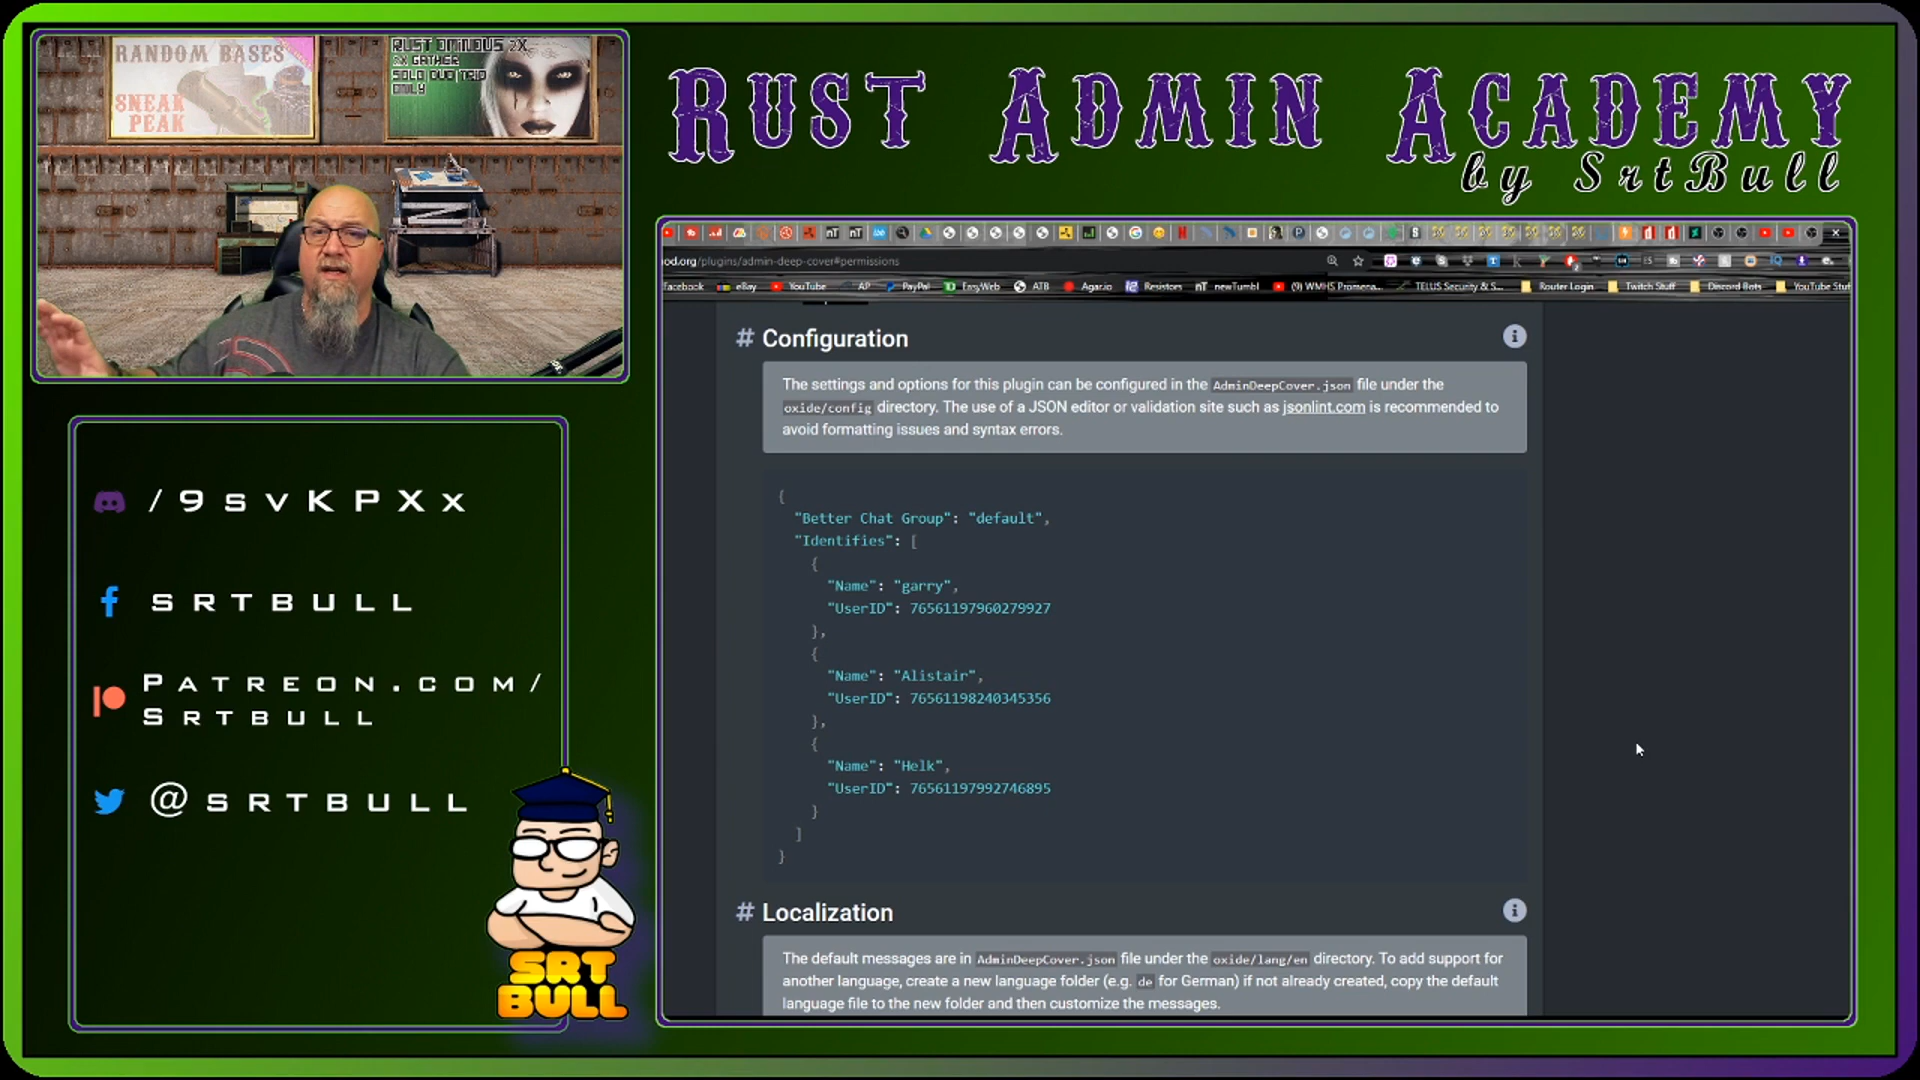 RANDOM BASES
SNEAK
PEAK
RUST OMINOUS 2X
2X GATHER
SOLO DUO TRIO
ONLY
RUST ADMIN ACADEMY
by SrtBull
/9svKPXx
SRTBULL
PATREON.COM/
SRTBULL
@SRTBULL
SRT
BULL
od.org/plugins/admin-deep-cover#permissions
facebook eBay YouTube AP PayPal EasyWeb ATB Agar.io Resistors newTumbl (9) WMHS Promena... TELUS Security & S... Router Login Twitch Stuff Discord Bots YouTube Stuf
# Configuration
The settings and options for this plugin can be configured in the AdminDeepCover.json file under the
oxide/config directory. The use of a JSON editor or validation site such as jsonlint.com is recommended to
avoid formatting issues and syntax errors.
{
"Better Chat Group": "default",
"Identifies": [
{
"Name": "garry",
"UserID": 76561197960279927
},
{
"Name": "Alistair",
"UserID": 76561198240345356
},
{
"Name": "Helk",
"UserID": 76561197992746895
}
]
}
# Localization
The default messages are in AdminDeepCover.json file under the oxide/lang/en directory. To add support for
another language, create a new language folder (e.g. de for German) if not already created, copy the default
language file to the new folder and then customize the messages.